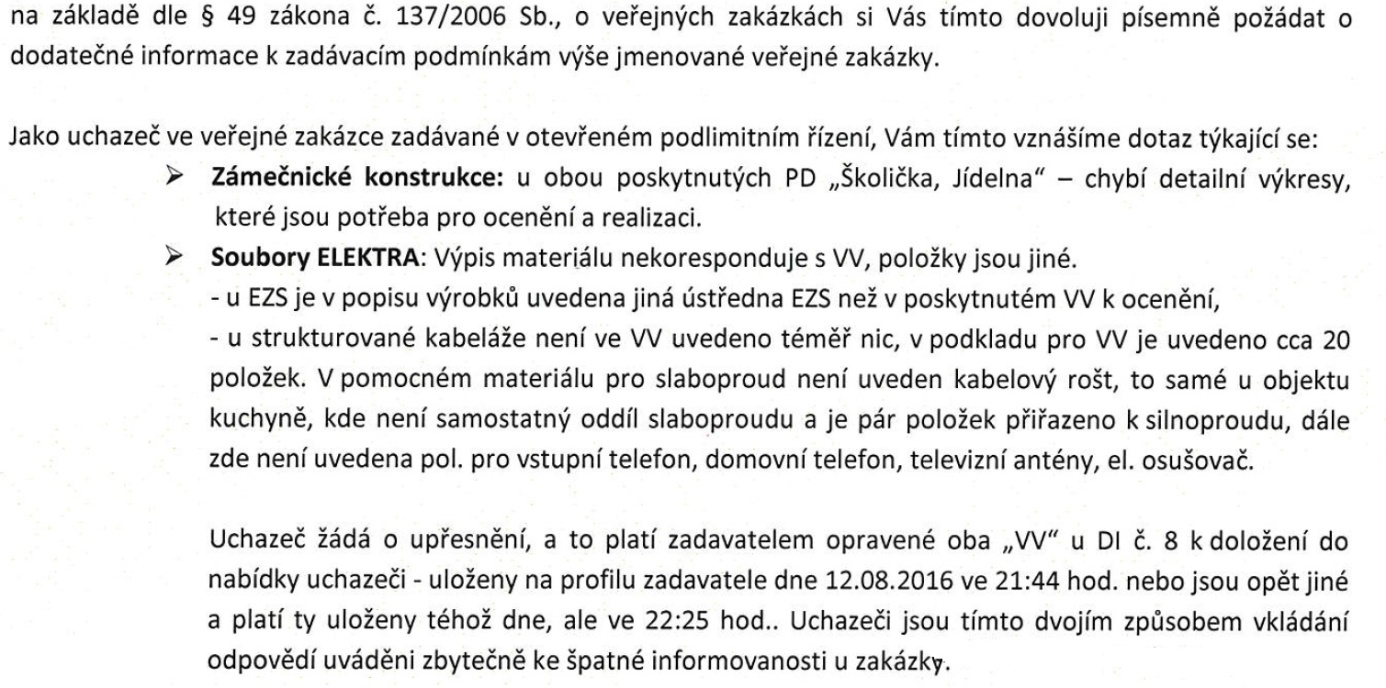 na základě dle § 49 zákona č. 137/2006 Sb., o veřejných zakázkách si Vás tímto dovoluji písemně požádat o
dodatečné informace k zadávacím podmínkám výše jmenované veřejné zakázky.
Jako uchazeč ve veřejné zakázce zadávané v otevřeném podlimitním řízení, Vám tímto vznášíme dotaz týkající se:
➢ Zámečnické konstrukce: u obou poskytnutých PD „Školička, Jídelna“ – chybí detailní výkresy,
které jsou potřeba pro ocenění a realizaci.
➢ Soubory ELEKTRA: Výpis materiálu nekoresponduje s VV, položky jsou jiné.
- u EZS je v popisu výrobků uvedena jiná ústředna EZS než v poskytnutém VV k ocenění,
- u strukturované kabeláže není ve VV uvedeno téměř nic, v podkladu pro VV je uvedeno cca 20
položek. V pomocném materiálu pro slaboproud není uveden kabelový rošt, to samé u objektu
kuchyně, kde není samostatný oddíl slaboproudu a je pár položek přiřazeno k silnoproudu, dále
zde není uvedena pol. pro vstupní telefon, domovní telefon, televizní antény, el. osušovač.
Uchazeč žádá o upřesnění, a to platí zadavatelem opravené oba „VV“ u DI č. 8 k doložení do
nabídky uchazeči - uloženy na profilu zadavatele dne 12.08.2016 ve 21:44 hod. nebo jsou opět jiné
a platí ty uloženy téhož dne, ale ve 22:25 hod.. Uchazeči jsou tímto dvojím způsobem vkládání
odpovědí uváděni zbytečně ke špatné informovanosti u zakázky.